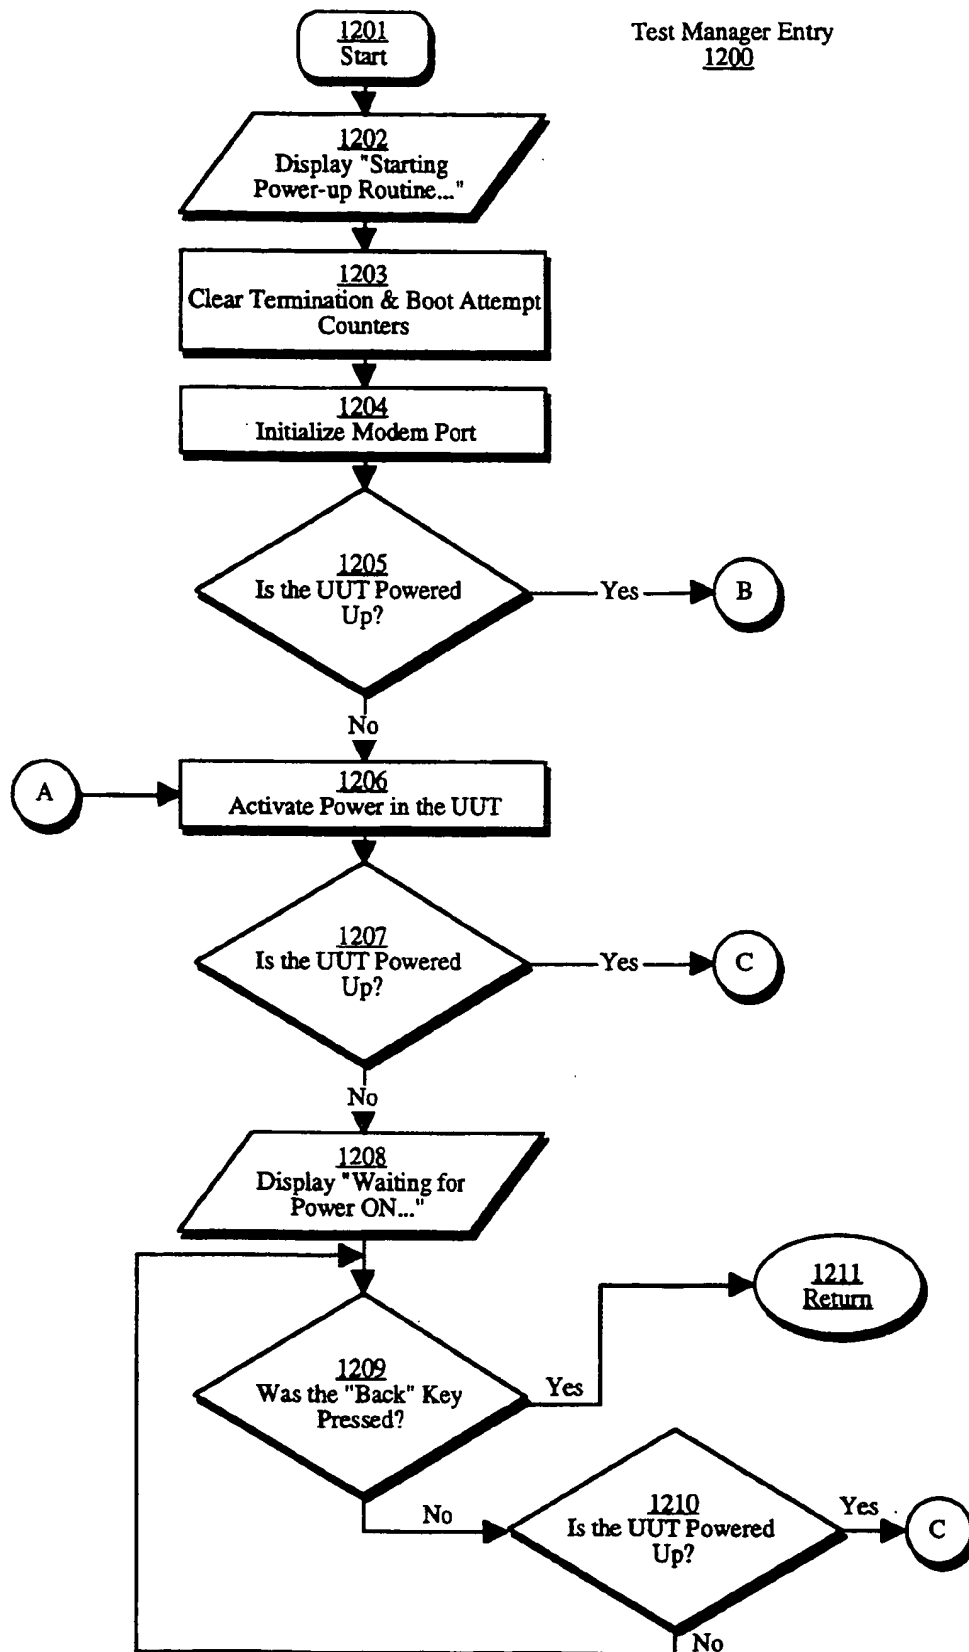 Test Manager Entry
1200
1201
Start
1202
Display "Starting
Power-up Routine..."
1203
Clear Termination & Boot Attempt
Counters
1204
Initialize Modem Port
1205
Is the UUT Powered
Up?
Yes
B
No
A
1206
Activate Power in the UUT
1207
Is the UUT Powered
Up?
Yes
C
No
1208
Display "Waiting for
Power ON..."
1211
Return
1209
Was the "Back" Key
Pressed?
Yes
No
1210
Is the UUT Powered
Up?
Yes
C
No